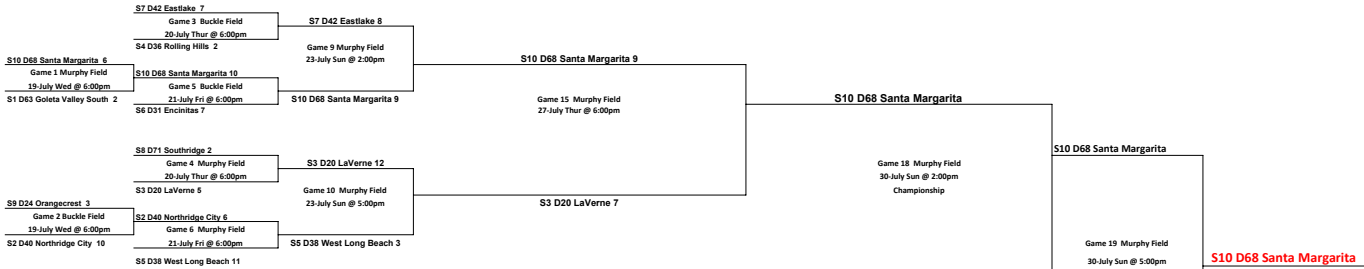 S7 D42 Eastlake 7
Game 3 Buckle Field
20-July Thur @ 6:00pm
S4 D36 Rolling Hills 2
S7 D42 Eastlake 8
Game 9 Murphy Field
23-July Sun @ 2:00pm
S10 D68 Santa Margarita 6
Game 1 Murphy Field
19-July Wed @ 6:00pm
S1 D63 Goleta Valley South 2
S10 D68 Santa Margarita 10
Game 5 Buckle Field
21-July Fri @ 6:00pm
S6 D31 Encinitas 7
S10 D68 Santa Margarita 9
S10 D68 Santa Margarita 9
Game 15 Murphy Field
27-July Thur @ 6:00pm
S10 D68 Santa Margarita
S8 D71 Southridge 2
Game 4 Murphy Field
20-July Thur @ 6:00pm
S3 D20 LaVerne 5
S3 D20 LaVerne 12
Game 10 Murphy Field
23-July Sun @ 5:00pm
S9 D24 Orangecrest 3
Game 2 Buckle Field
19-July Wed @ 6:00pm
S2 D40 Northridge City 10
S2 D40 Northridge City 6
Game 6 Murphy Field
21-July Fri @ 6:00pm
S5 D38 West Long Beach 11
S5 D38 West Long Beach 3
S3 D20 LaVerne 7
Game 18 Murphy Field
30-July Sun @ 2:00pm
Championship
S10 D68 Santa Margarita
Game 19 Murphy Field
30-July Sun @ 5:00pm
S10 D68 Santa Margarita